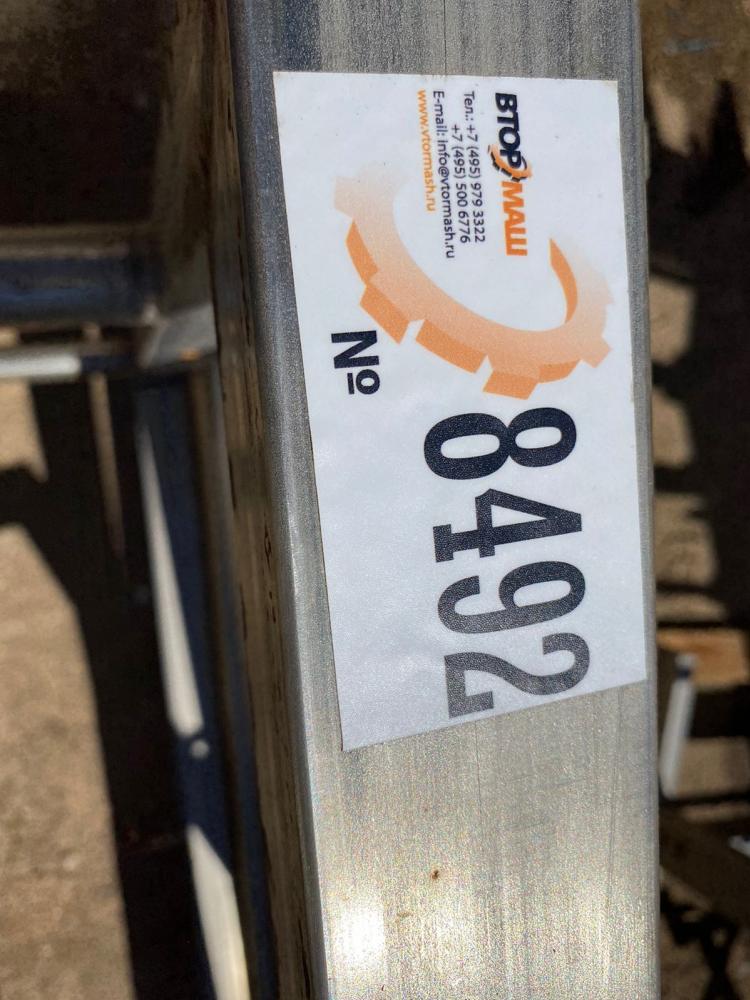 ВТОРМАШ
Тел.: +7 (495) 979 3322
+7 (495) 500 6776
E-mail: info@vtormash.ru
www.vtormash.ru
№
8492